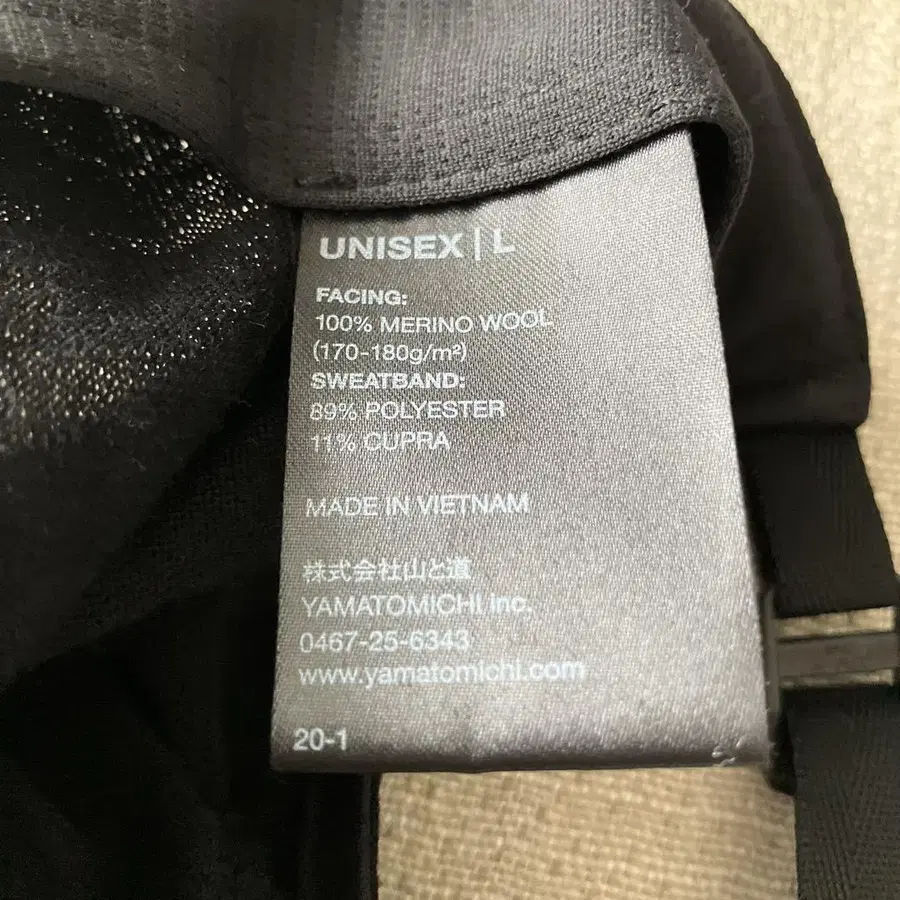 UNISEX | L
FACING:
100% MERINO WOOL
(170-180g/m²)
SWEATBAND:
89% POLYESTER
11% CUPRA
MADE IN VIETNAM
株式会社山と道
YAMATOMICHI inc.
0467-25-6343
www.yamatomichi.com
20-1